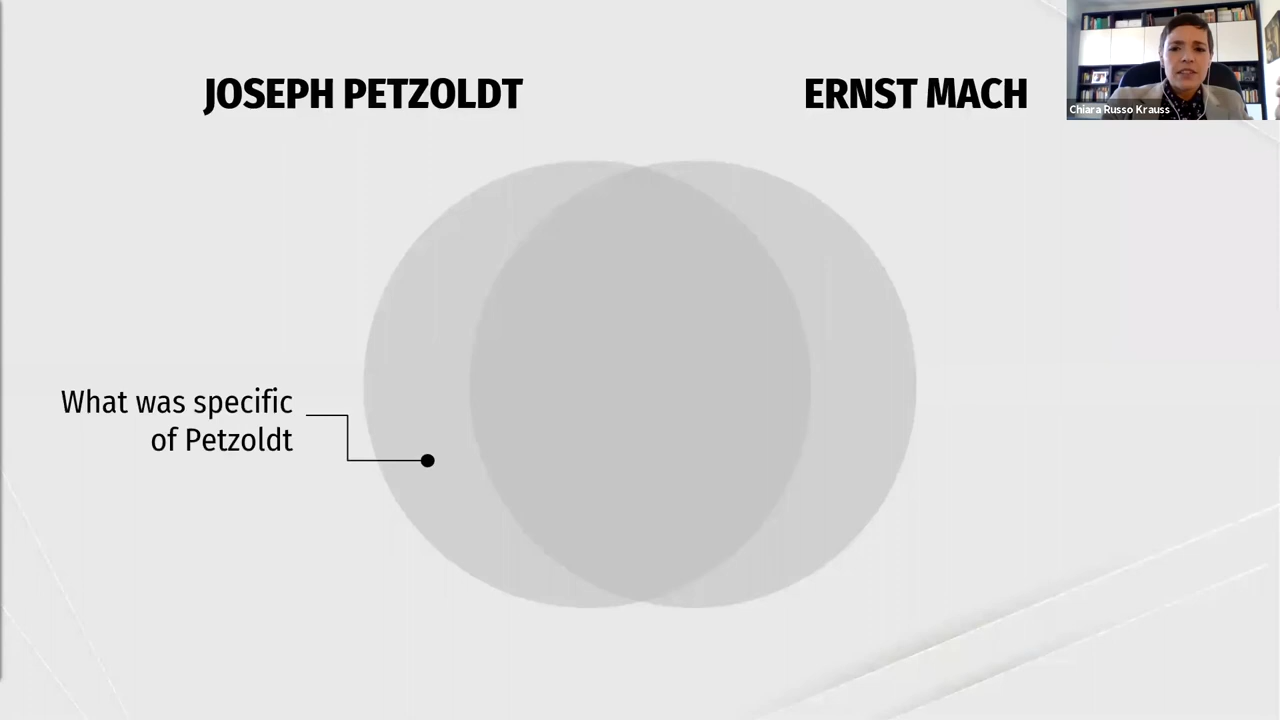 JOSEPH PETZOLDT
ERNST MACH
Chiara Russo Krauss
What was specific
of Petzoldt